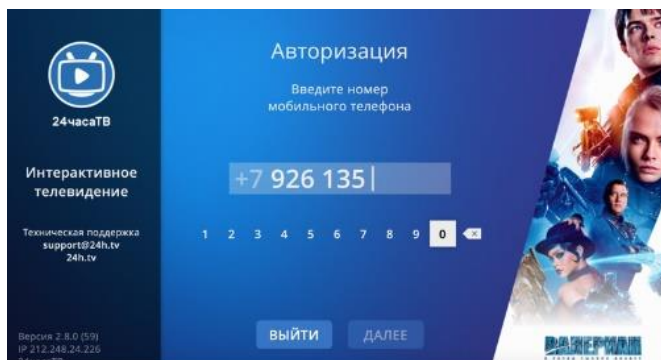 24часаТВ
Интерактивное
телевидение
Техническая поддержка
support@24h.tv
24h.tv
Версия 2.8.0 (59)
IP 212.248.24.226
Авторизация
Введите номер
мобильного телефона
+7 926 135
1 2 3 4 5 6 7 8 9 0
ВЫЙТИ ДАЛЕЕ
ВАЛЕРИАН